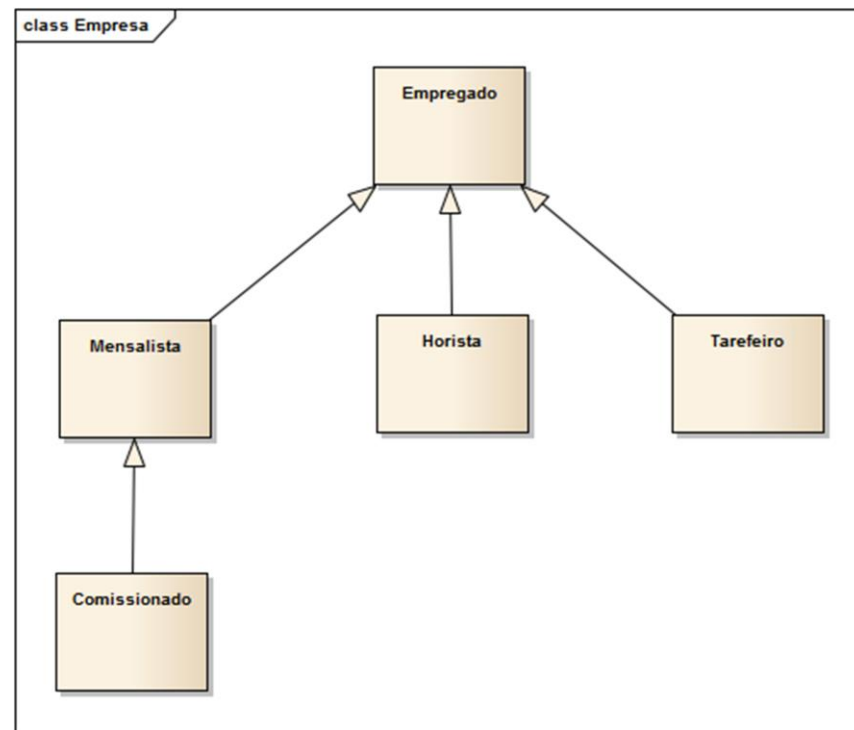 class Empresa
Empregado
Mensalista
Horista
Tarefeiro
Comissionado